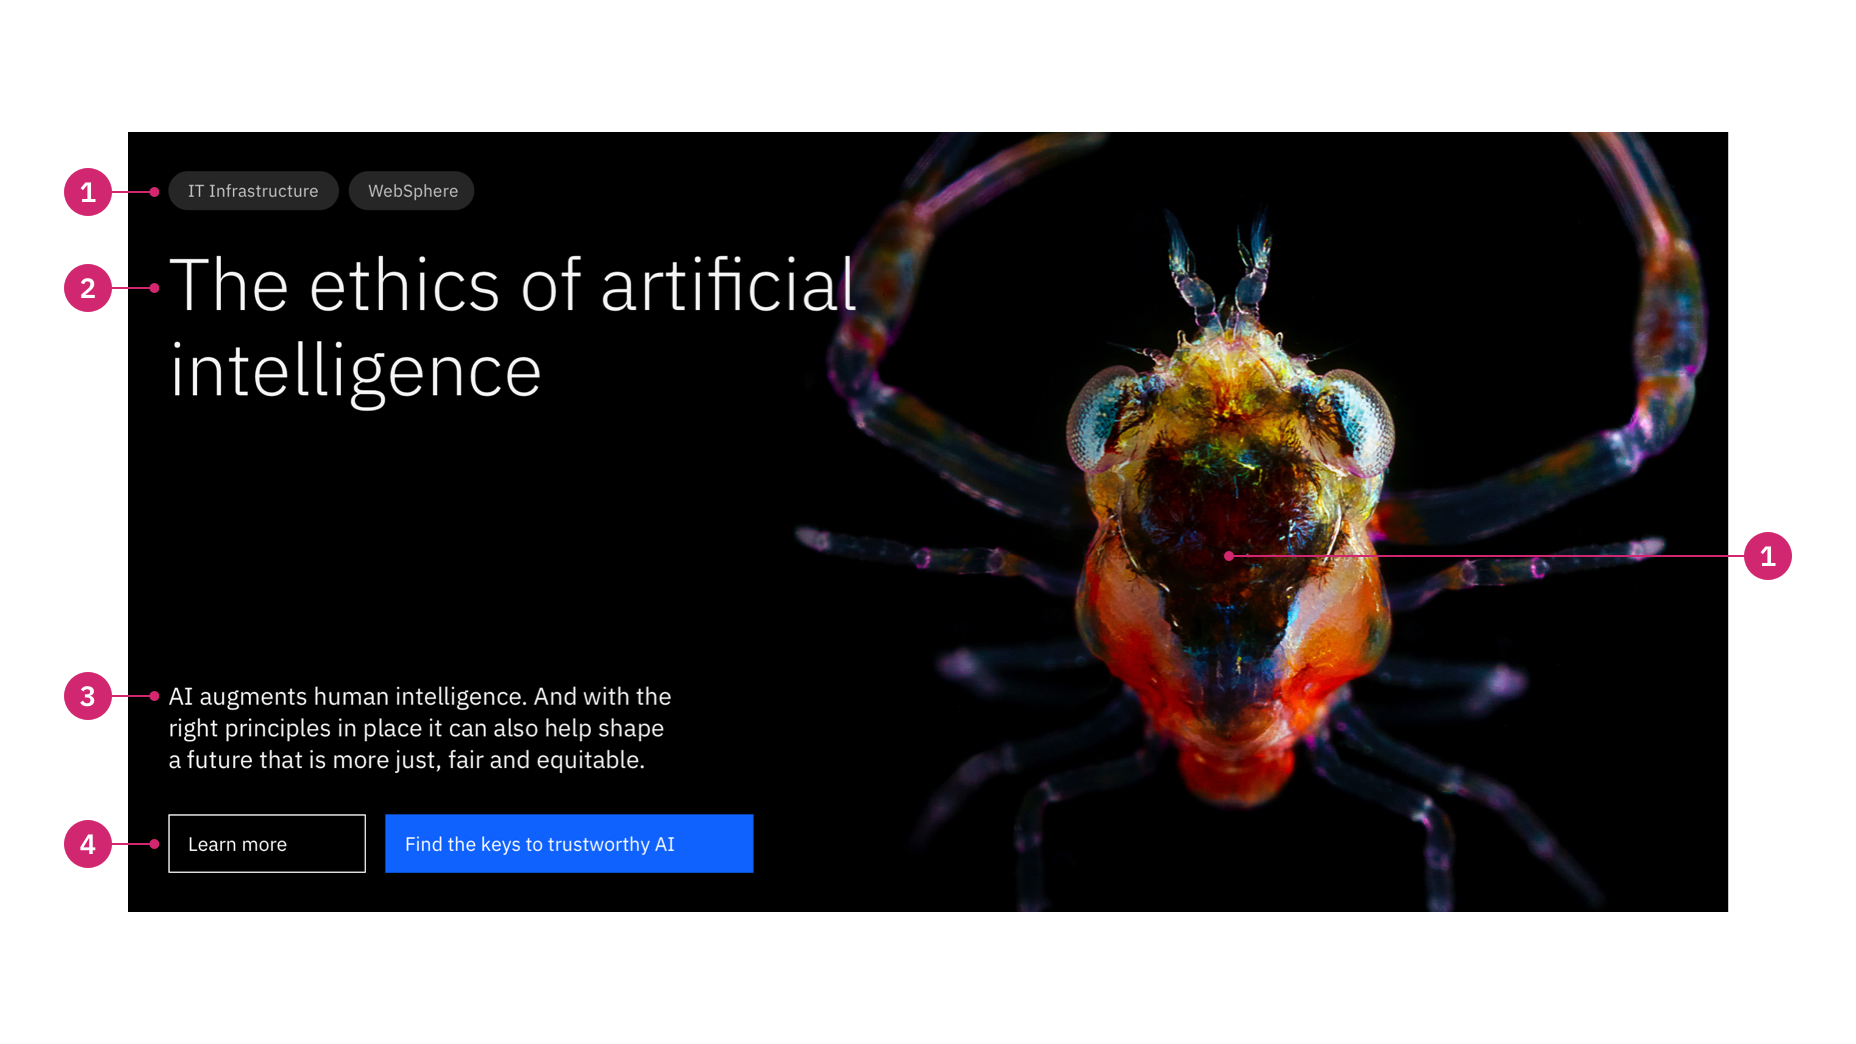 1
IT Infrastructure WebSphere
2
The ethics of artificial
intelligence
1
3
AI augments human intelligence. And with the
right principles in place it can also help shape
a future that is more just, fair and equitable.
4
Learn more Find the keys to trustworthy AI